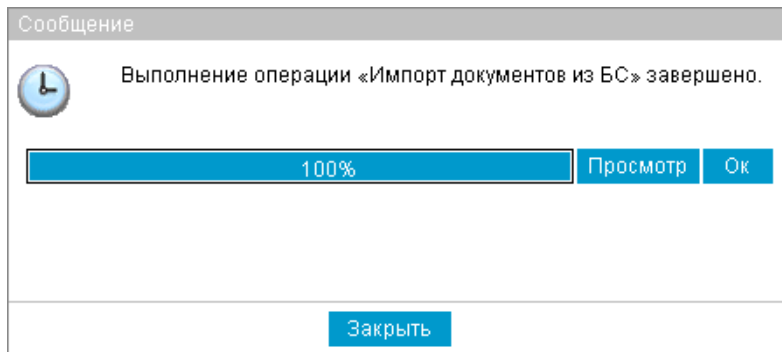 Сообщение
Выполнение операции «Импорт документов из БС» завершено.
100% Просмотр Ок
Закрыть